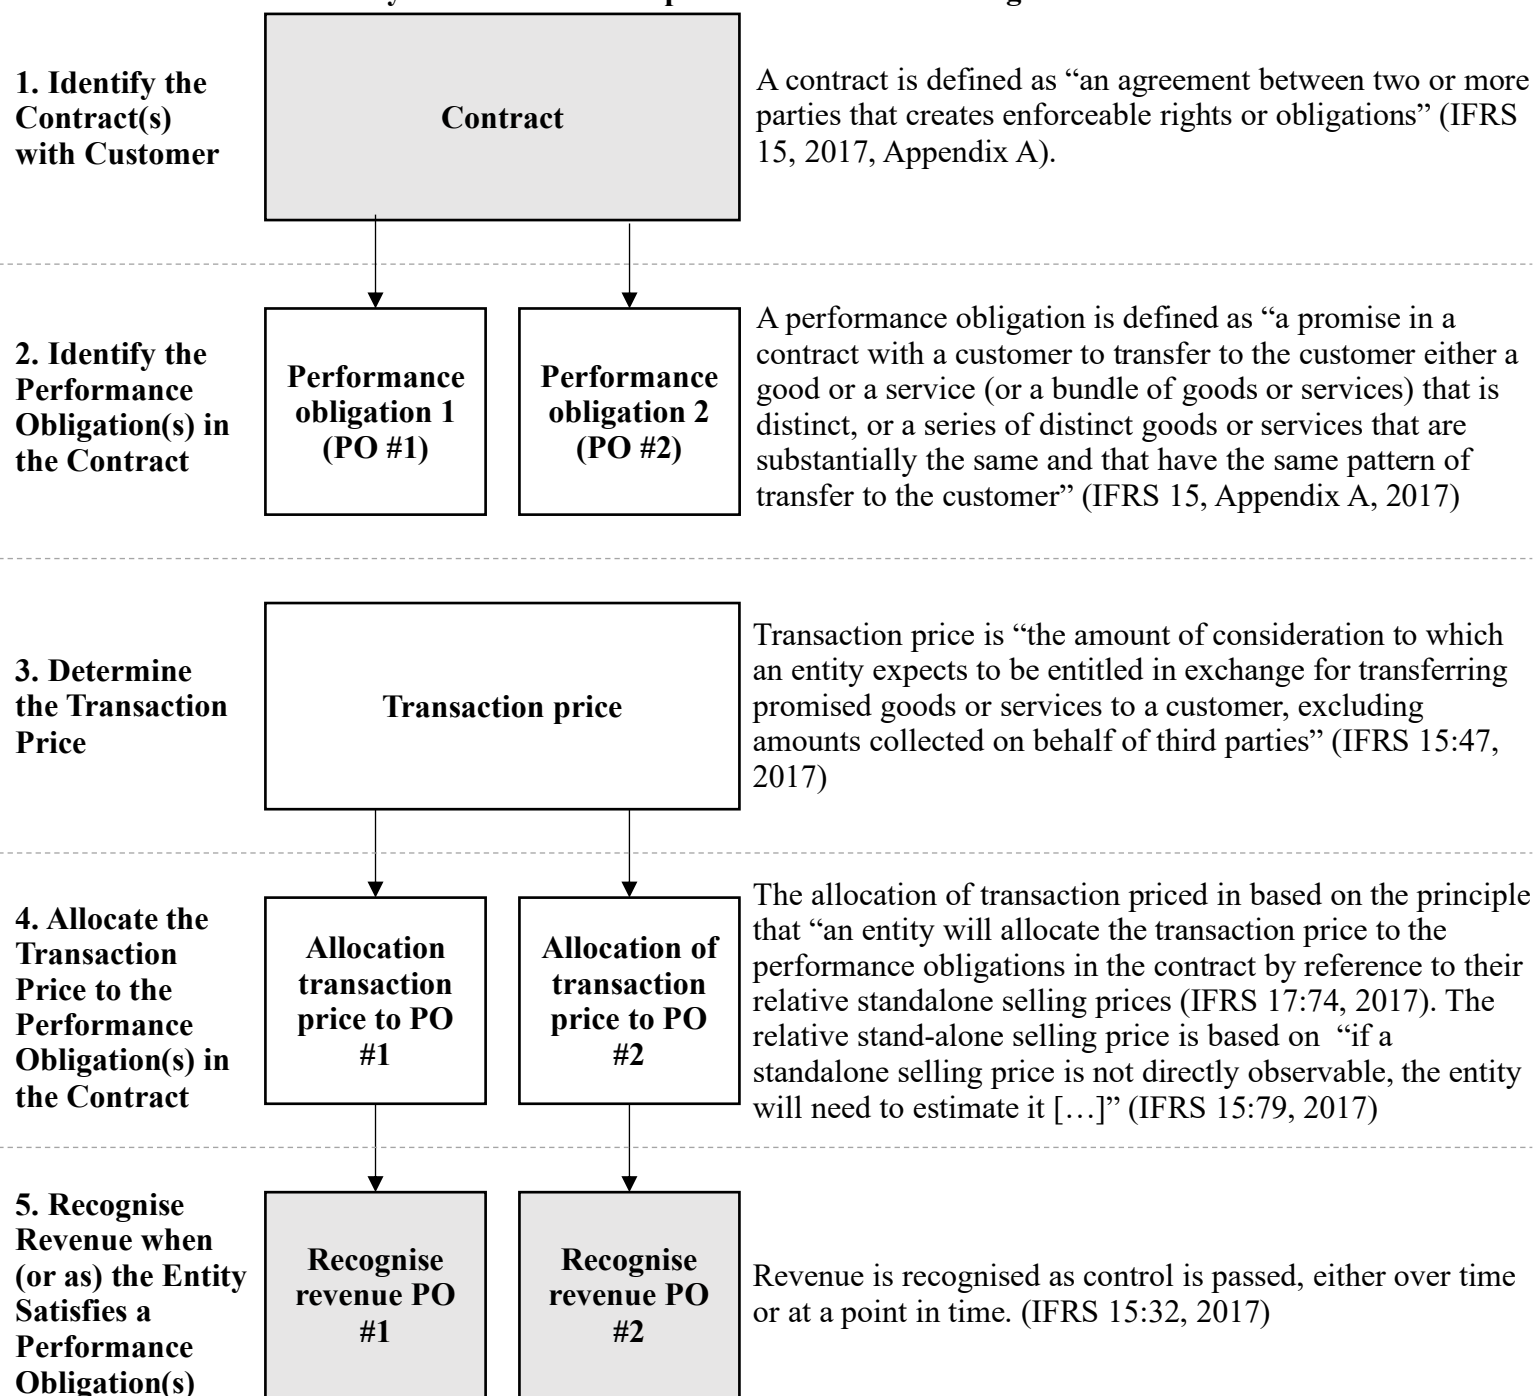 1. Identify the
Contract(s)
with Customer
Contract
A contract is defined as “an agreement between two or more
parties that creates enforceable rights or obligations” (IFRS
15, 2017, Appendix A).
2. Identify the
Performance
Obligation(s) in
the Contract
Performance
obligation 1
(PO #1)
Performance
obligation 2
(PO #2)
A performance obligation is defined as “a promise in a
contract with a customer to transfer to the customer either a
good or a service (or a bundle of goods or services) that is
distinct, or a series of distinct goods or services that are
substantially the same and that have the same pattern of
transfer to the customer” (IFRS 15, Appendix A, 2017)
3. Determine
the Transaction
Price
Transaction price
Transaction price is “the amount of consideration to which
an entity expects to be entitled in exchange for transferring
promised goods or services to a customer, excluding
amounts collected on behalf of third parties” (IFRS 15:47,
2017)
4. Allocate the
Transaction
Price to the
Performance
Obligation(s) in
the Contract
Allocation
transaction
price to PO
#1
Allocation of
transaction
price to PO
#2
The allocation of transaction priced in based on the principle
that “an entity will allocate the transaction price to the
performance obligations in the contract by reference to their
relative standalone selling prices (IFRS 17:74, 2017). The
relative stand-alone selling price is based on “if a
standalone selling price is not directly observable, the entity
will need to estimate it […]” (IFRS 15:79, 2017)
5. Recognise
Revenue when
(or as) the Entity
Satisfies a
Performance
Obligation(s)
Recognise
revenue PO
#1
Recognise
revenue PO
#2
Revenue is recognised as control is passed, either over time
or at a point in time. (IFRS 15:32, 2017)